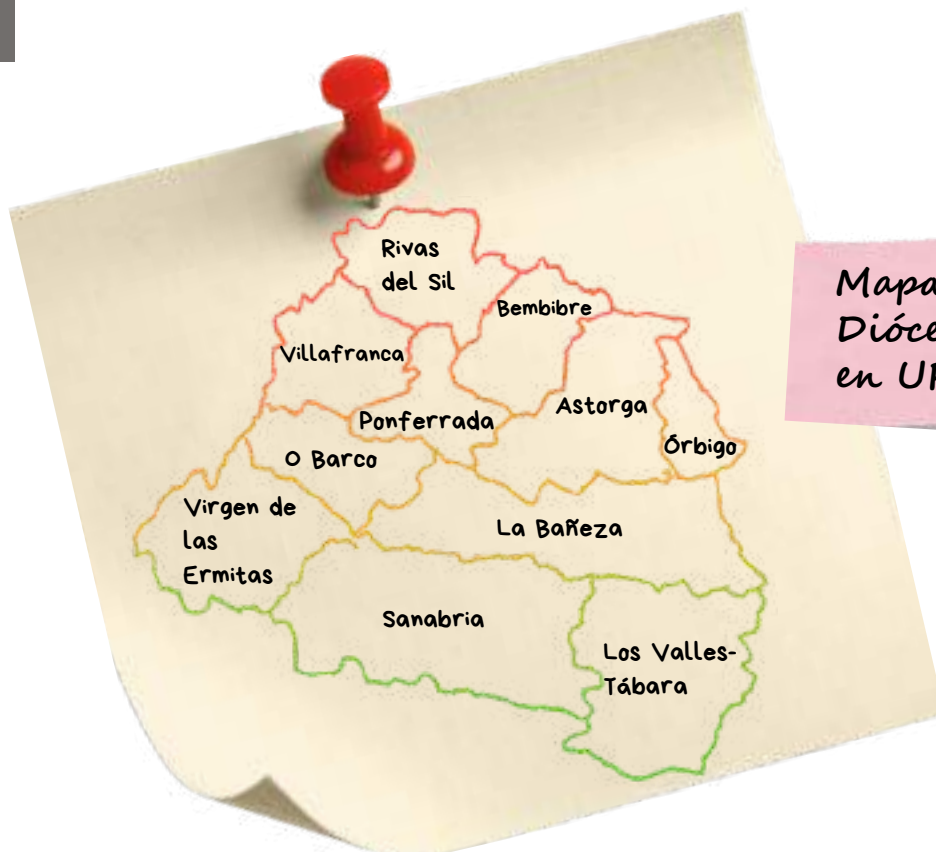 Rivas
del Sil
Bembibre
Villafranca
Astorga
Ponferrada
Órbigo
O Barco
Virgen de
las
Ermitas
La Bañeza
Sanabria
Los Valles-
Tábara
Mapa
Dióce
en UP